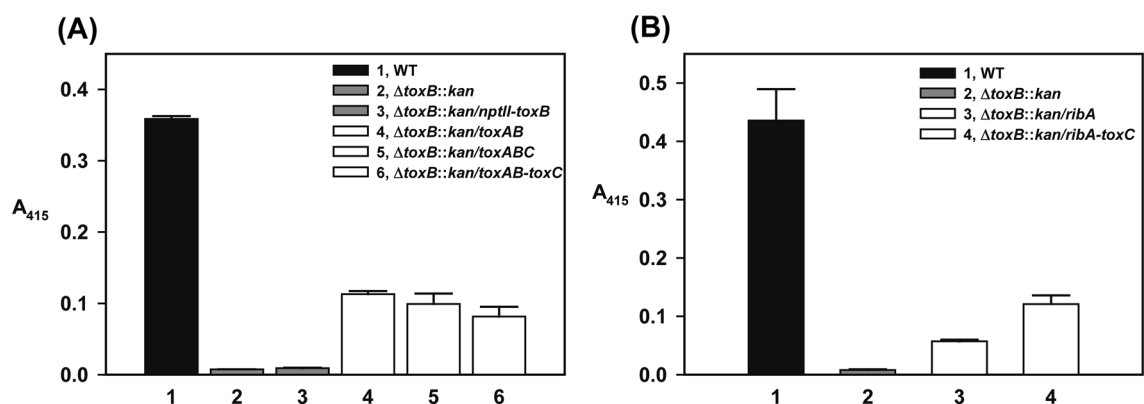 (A)
0.4
0.3
0.2
0.1
0.0
A415
1, WT
2, ΔtoxB::kan
3, ΔtoxB::kan/nptII-toxB
4, ΔtoxB::kan/toxAB
5, ΔtoxB::kan/toxABC
6, ΔtoxB::kan/toxAB-toxC
1 2 3 4 5 6
(B)
0.5
0.4
0.3
0.2
0.1
0.0
A415
1, WT
2, ΔtoxB::kan
3, ΔtoxB::kan/ribA
4, ΔtoxB::kan/ribA-toxC
1 2 3 4